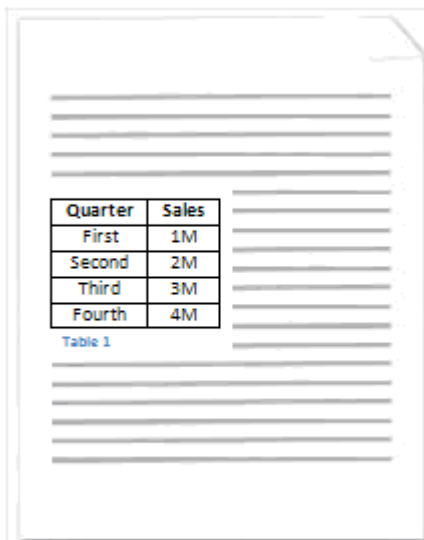 Quarter Sales
First 1M
Second 2M
Third 3M
Fourth 4M
Table 1